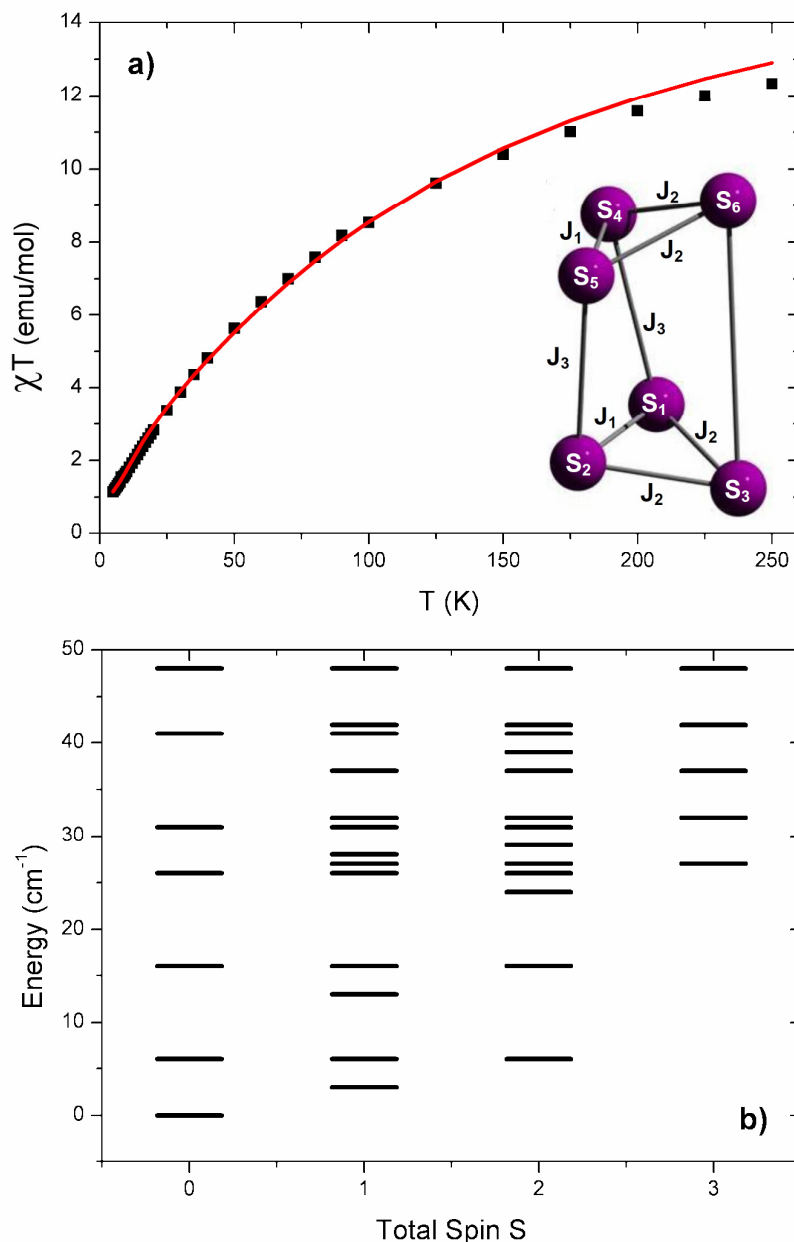 14
12
10
8
6
4
2
0
χT (emu/mol)
a)
S₄
J₂
S₆
J₁
J₂
S₅
J₃
J₃
S₁
J₁
J₂
S₂
J₂
S₃
0 50 100 150 200 250
T (K)
50
40
30
20
10
0
Energy (cm⁻¹)
b)
0 1 2 3
Total Spin S